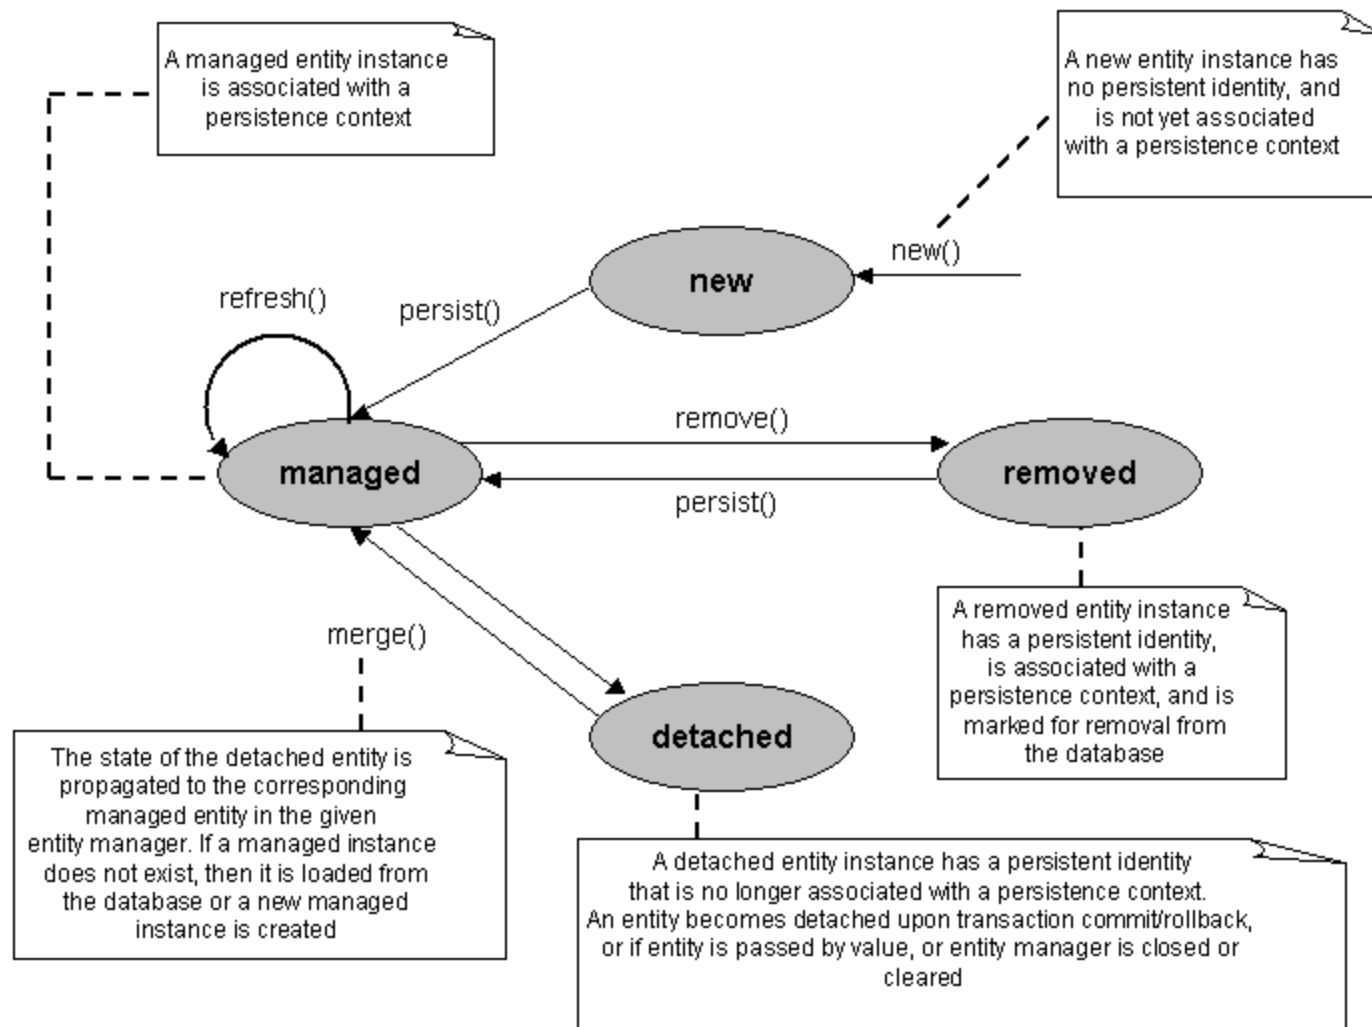 A managed entity instance
is associated with a
persistence context
A new entity instance has
no persistent identity, and
is not yet associated
with a persistence context
new()
new
refresh()
persist()
remove()
managed
removed
persist()
merge()
A removed entity instance
has a persistent identity,
is associated with a
persistence context, and is
marked for removal from
the database
detached
The state of the detached entity is
propagated to the corresponding
managed entity in the given
entity manager. If a managed instance
does not exist, then it is loaded from
the database or a new managed
instance is created
A detached entity instance has a persistent identity
that is no longer associated with a persistence context.
An entity becomes detached upon transaction commit/rollback,
or if entity is passed by value, or entity manager is closed or
cleared